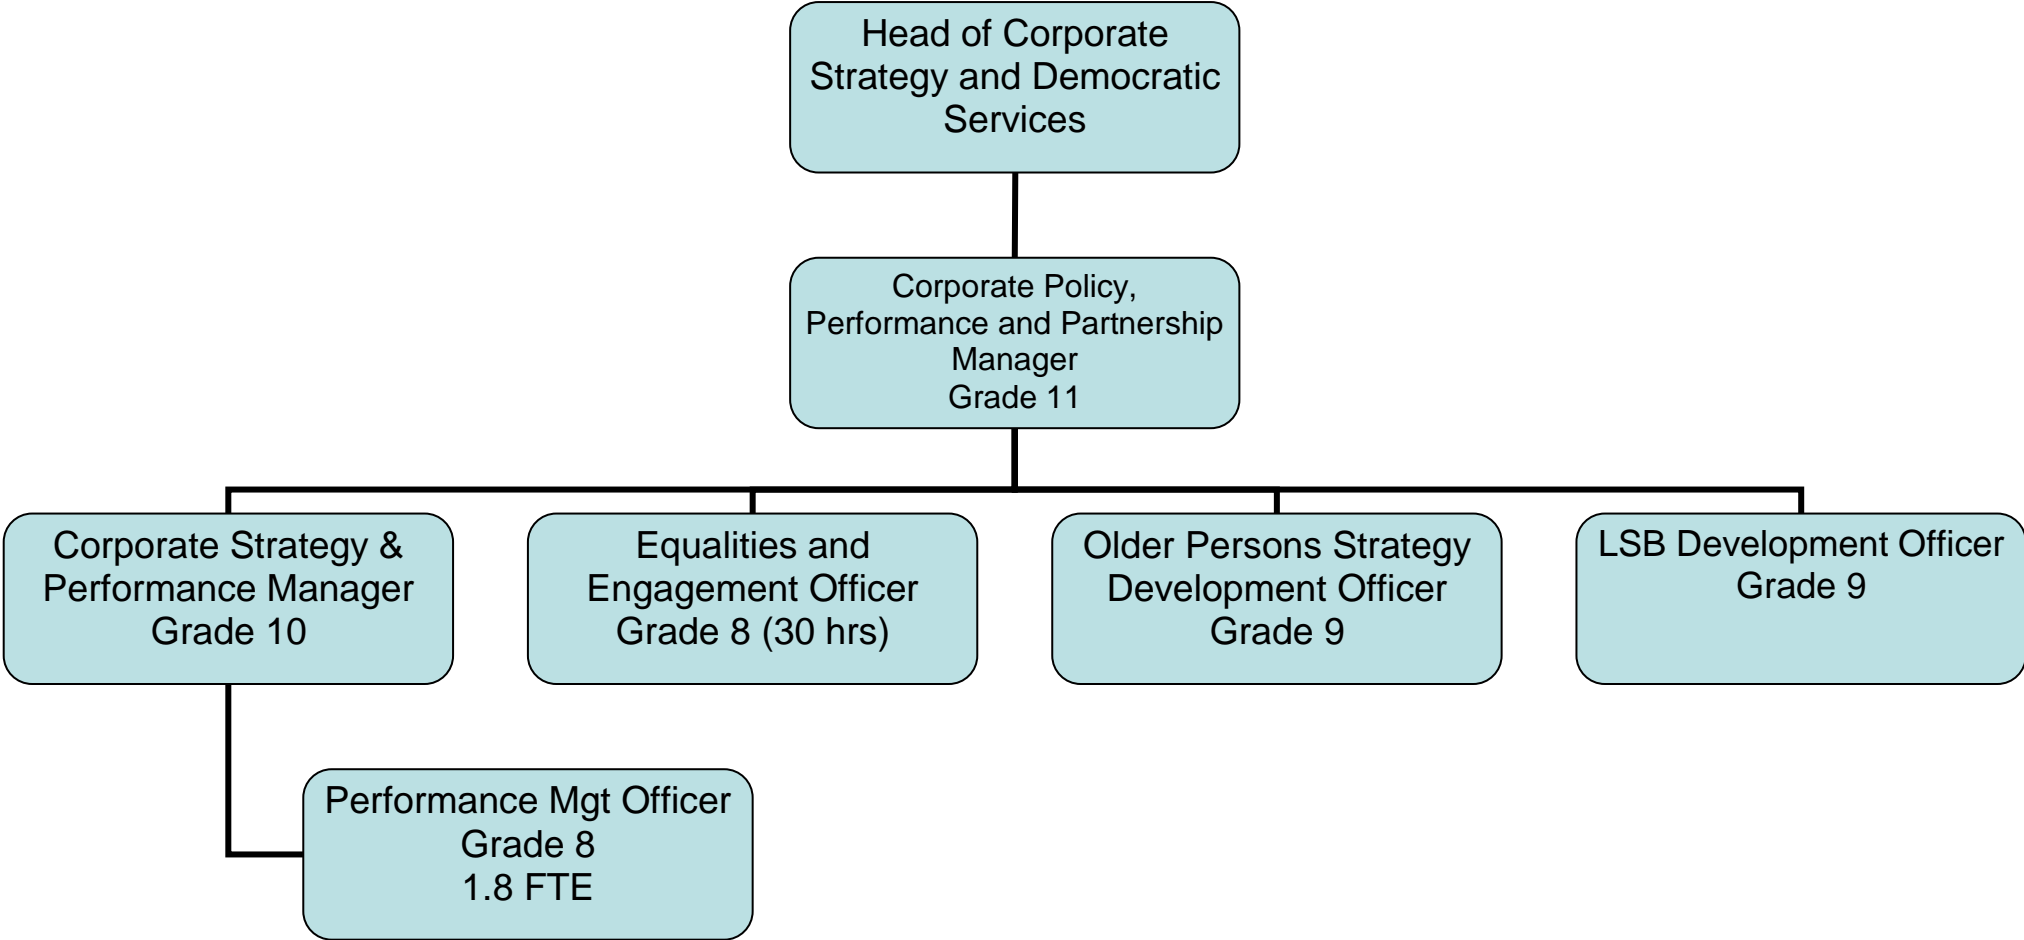 Head of Corporate
Strategy and Democratic
Services
Corporate Policy,
Performance and Partnership
Manager
Grade 11
Corporate Strategy &
Performance Manager
Grade 10
Equalities and
Engagement Officer
Grade 8 (30 hrs)
Older Persons Strategy
Development Officer
Grade 9
LSB Development Officer
Grade 9
Performance Mgt Officer
Grade 8
1.8 FTE